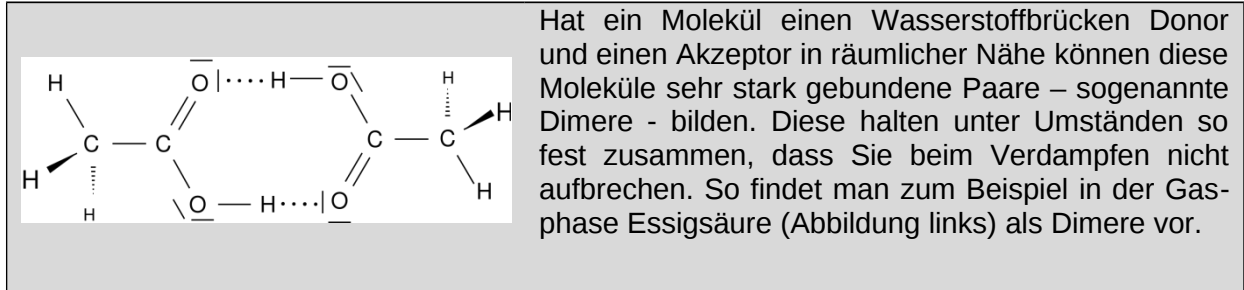 Hat ein Molekül einen Wasserstoffbrücken Donor
und einen Akzeptor in räumlicher Nähe können diese
Moleküle sehr stark gebundene Paare – sogenannte
Dimere - bilden. Diese halten unter Umständen so
fest zusammen, dass Sie beim Verdampfen nicht
aufbrechen. So findet man zum Beispiel in der Gas-
phase Essigsäure (Abbildung links) als Dimere vor.
H O H O H
C C C C H
H H O H O H